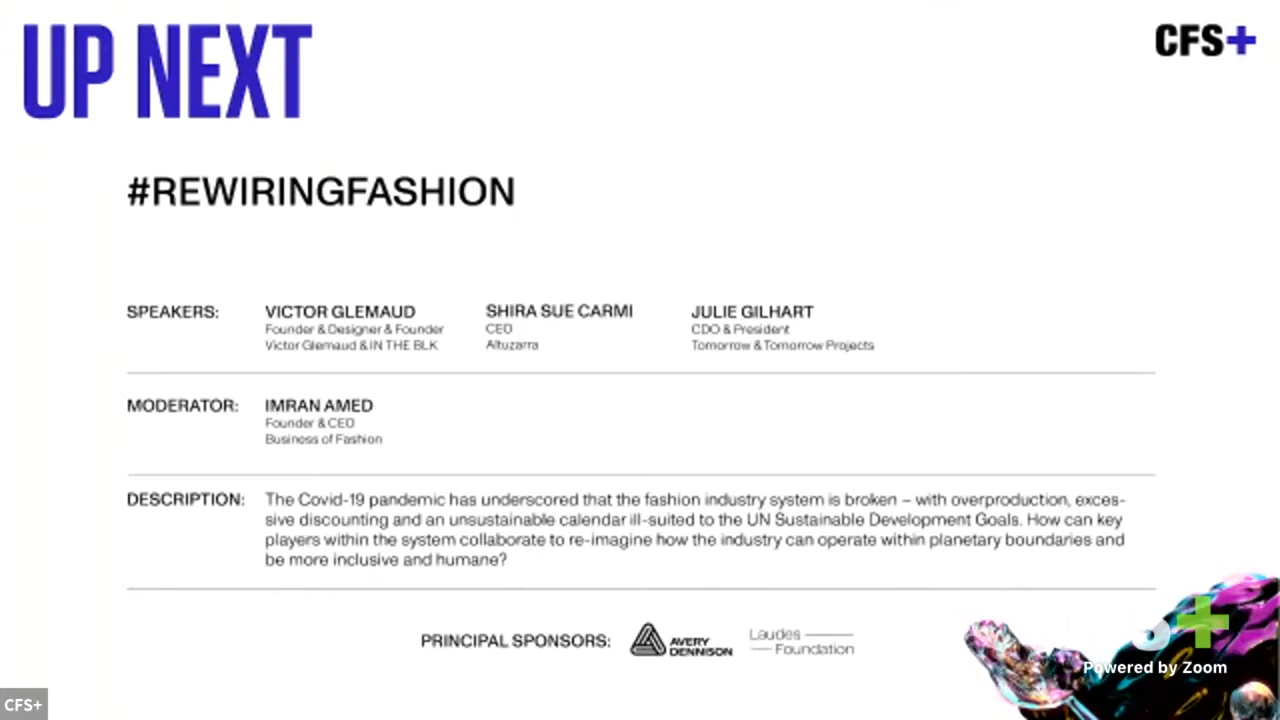 UP NEXT
CFS+
#REWIRINGFASHION
SPEAKERS:
VICTOR GLEMAUD
Founder & Designer & Founder
Victor Glemaud & IN THE BLK
SHIRA SUE CARMI
CEO
Altuzarra
JULIE GILHART
CDO & President
Tomorrow & Tomorrow Projects
MODERATOR:
IMRAN AMED
Founder & CEO
Business of Fashion
DESCRIPTION:
The Covid-19 pandemic has underscored that the fashion industry system is broken – with overproduction, exces-
sive discounting and an unsustainable calendar ill-suited to the UN Sustainable Development Goals. How can key
players within the system collaborate to re-imagine how the industry can operate within planetary boundaries and
be more inclusive and humane?
PRINCIPAL SPONSORS:
AVERY
DENNISON
Laudes
Foundation
S+
Powered by Zoom
CFS+